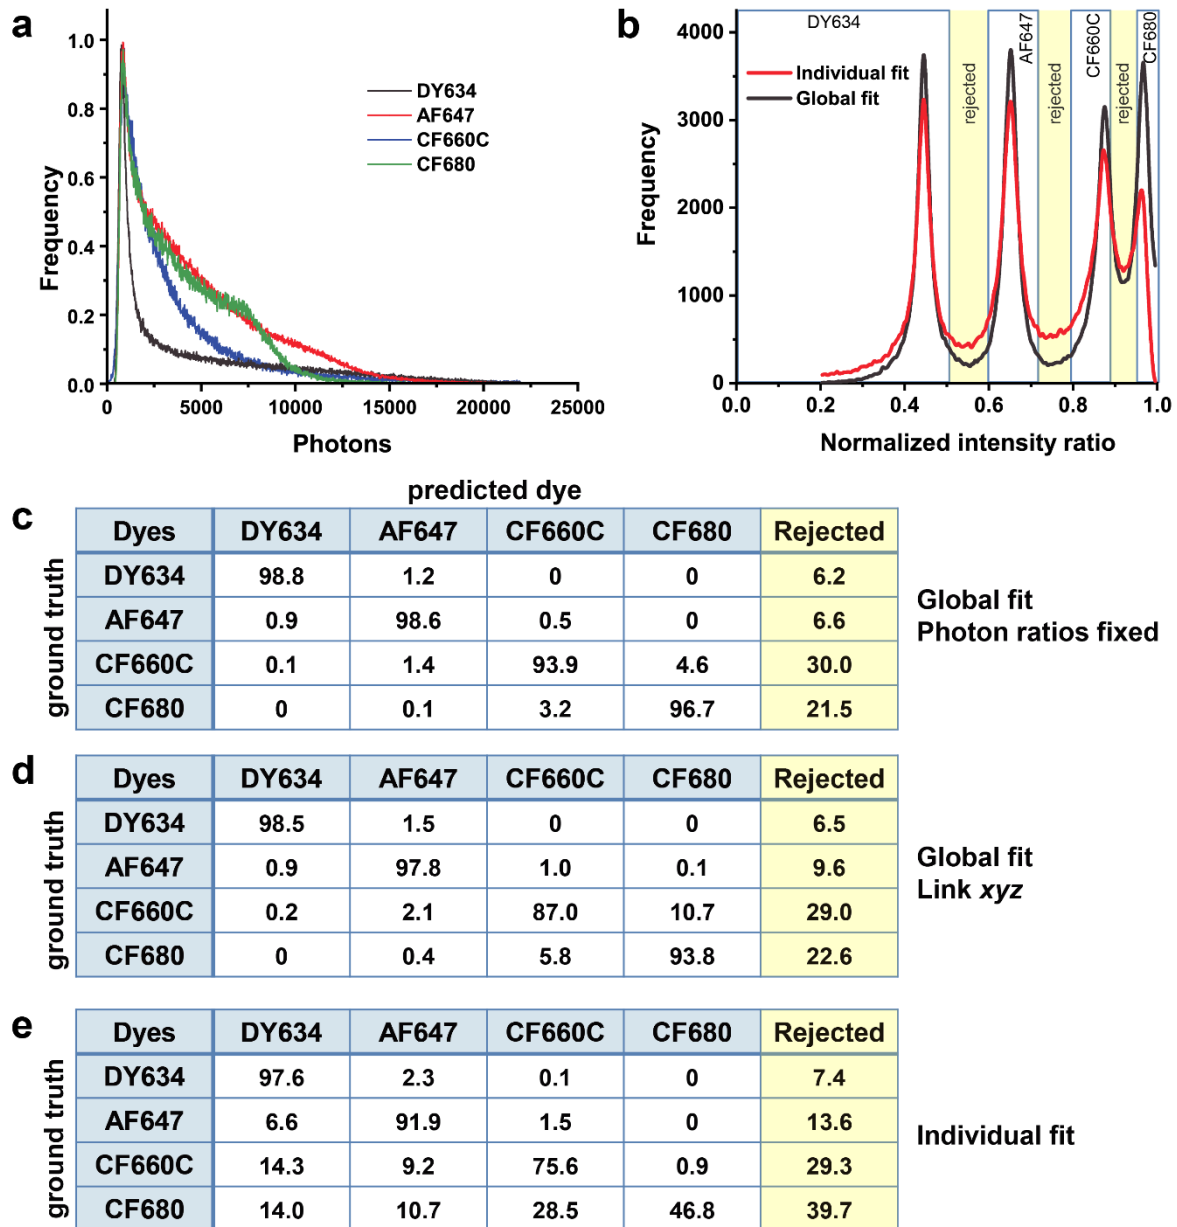 a
1.0
0.8
0.6
0.4
0.2
0.0
Frequency
0
5000
10000
15000
20000
25000
Photons
DY634
AF647
CF660C
CF680
b
4000
3000
2000
1000
0
Frequency
0.0
0.2
0.4
0.6
0.8
1.0
Normalized intensity ratio
DY634
rejected
AF647
rejected
CF660C
rejected
CF680
Individual fit
Global fit
predicted dye
c
ground truth
Dyes DY634 AF647 CF660C CF680 Rejected
DY634 98.8 1.2 0 0 6.2
AF647 0.9 98.6 0.5 0 6.6
CF660C 0.1 1.4 93.9 4.6 30.0
CF680 0 0.1 3.2 96.7 21.5
Global fit
Photon ratios fixed
d
ground truth
Dyes DY634 AF647 CF660C CF680 Rejected
DY634 98.5 1.5 0 0 6.5
AF647 0.9 97.8 1.0 0.1 9.6
CF660C 0.2 2.1 87.0 10.7 29.0
CF680 0 0.4 5.8 93.8 22.6
Global fit
Link xyz
e
ground truth
Dyes DY634 AF647 CF660C CF680 Rejected
DY634 97.6 2.3 0.1 0 7.4
AF647 6.6 91.9 1.5 0 13.6
CF660C 14.3 9.2 75.6 0.9 29.3
CF680 14.0 10.7 28.5 46.8 39.7
Individual fit